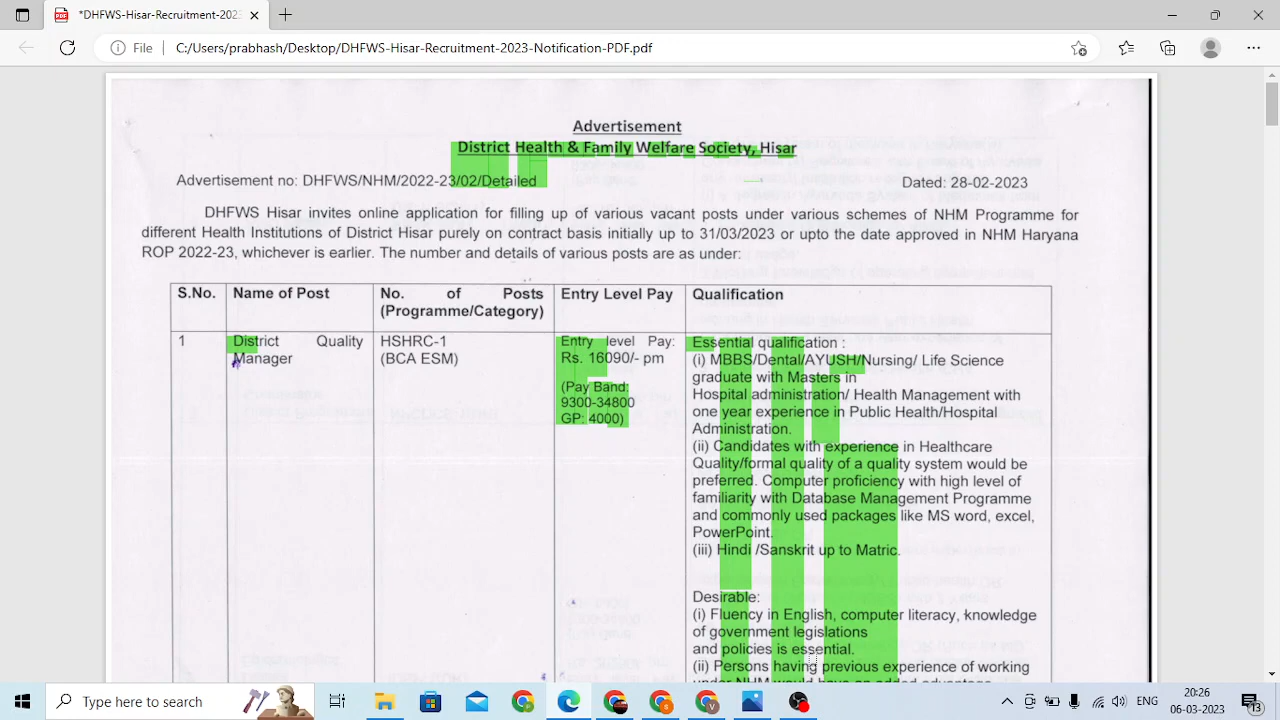 *DHFWS-Hisar-Recruitment-2023-
File
C:/Users/prabhash/Desktop/DHFWS-Hisar-Recruitment-2023-Notification-PDF.pdf
Advertisement
District Health & Family Welfare Society, Hisar
Advertisement no: DHFWS/NHM/2022-23/02/Detailed
Dated: 28-02-2023
DHFWS Hisar invites online application for filling up of various vacant posts under various schemes of NHM Programme for
different Health Institutions of District Hisar purely on contract basis initially up to 31/03/2023 or upto the date approved in NHM Haryana
ROP 2022-23, whichever is earlier. The number and details of various posts are as under:
S.No.
Name of Post
No. of Posts
(Programme/Category)
Entry Level Pay
Qualification
1
District Quality
Manager
HSHRC-1
(BCA ESM)
Entry level Pay:
Rs. 16090/- pm
(Pay Band:
9300-34800
GP: 4000)
Essential qualification :
(i) MBBS/Dental/AYUSH/Nursing/ Life Science
graduate with Masters in
Hospital administration/ Health Management with
one year experience in Public Health/Hospital
Administration.
(ii) Candidates with experience in Healthcare
Quality/formal quality of a quality system would be
preferred. Computer proficiency with high level of
familiarity with Database Management Programme
and commonly used packages like MS word, excel,
PowerPoint.
(iii) Hindi /Sanskrit up to Matric.
Desirable:
(i) Fluency in English, computer literacy, knowledge
of government legislations
and policies is essential.
(ii) Persons having previous experience of working
under NHM would have an added advantage
Type here to search
ENG
20:26
06-03-2023
13